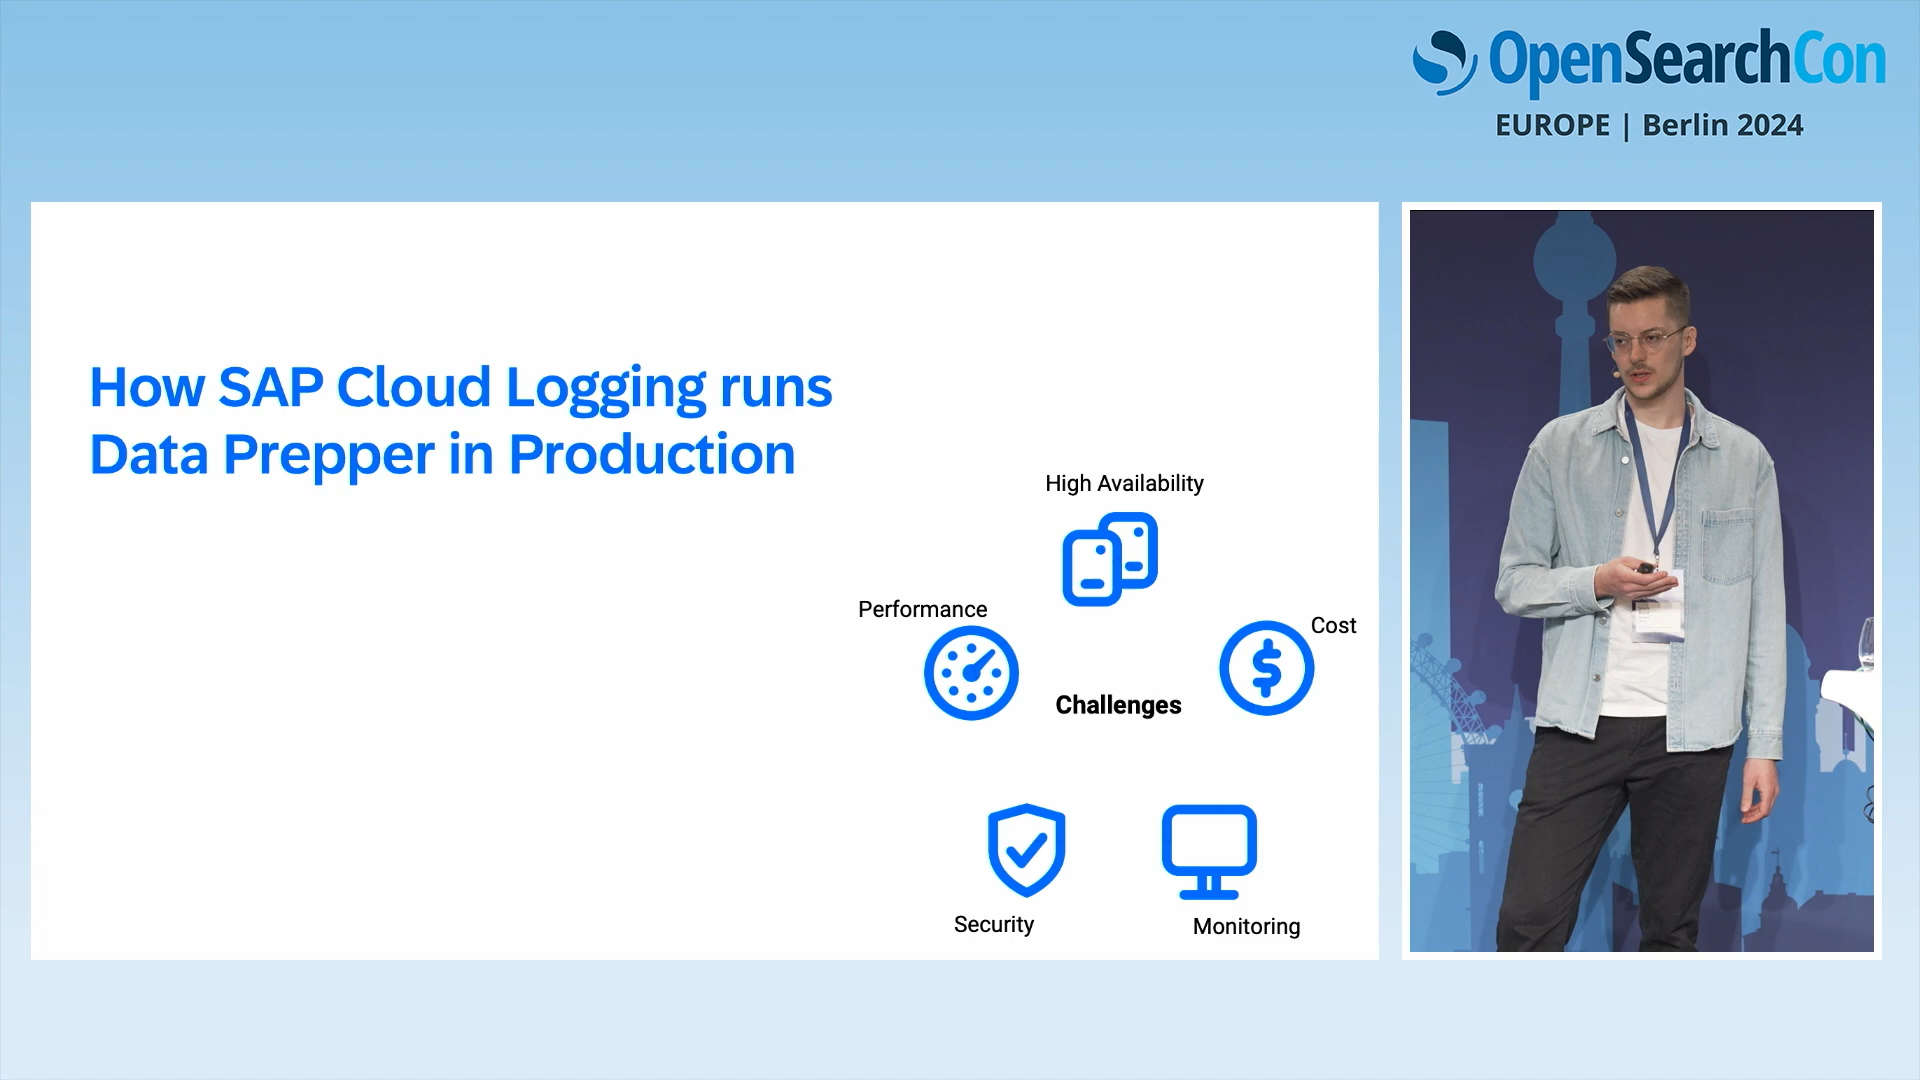 OpenSearchCon
EUROPE | Berlin 2024
How SAP Cloud Logging runs
Data Prepper in Production
High Availability
Performance
Cost
Challenges
Security
Monitoring